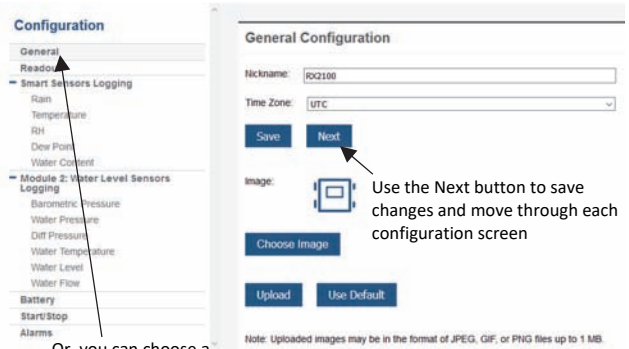 Configuration
General
Readout
Smart Sensors Logging
Rain
Temperature
RH
Dew Point
Water Content
Module 2: Water Level Sensors
Logging
Barometric Pressure
Water Pressure
Diff Pressure
Water Temperature
Water Level
Water Flow
Battery
Start/Stop
Alarms
Or, you can choose a
General Configuration
Nickname: RX2100
Time Zone: UTC
Save Next
Image:
Use the Next button to save
changes and move through each
configuration screen
Choose Image
Upload Use Default
Note: Uploaded images may be in the format of JPEG, GIF, or PNG files up to 1 MB.